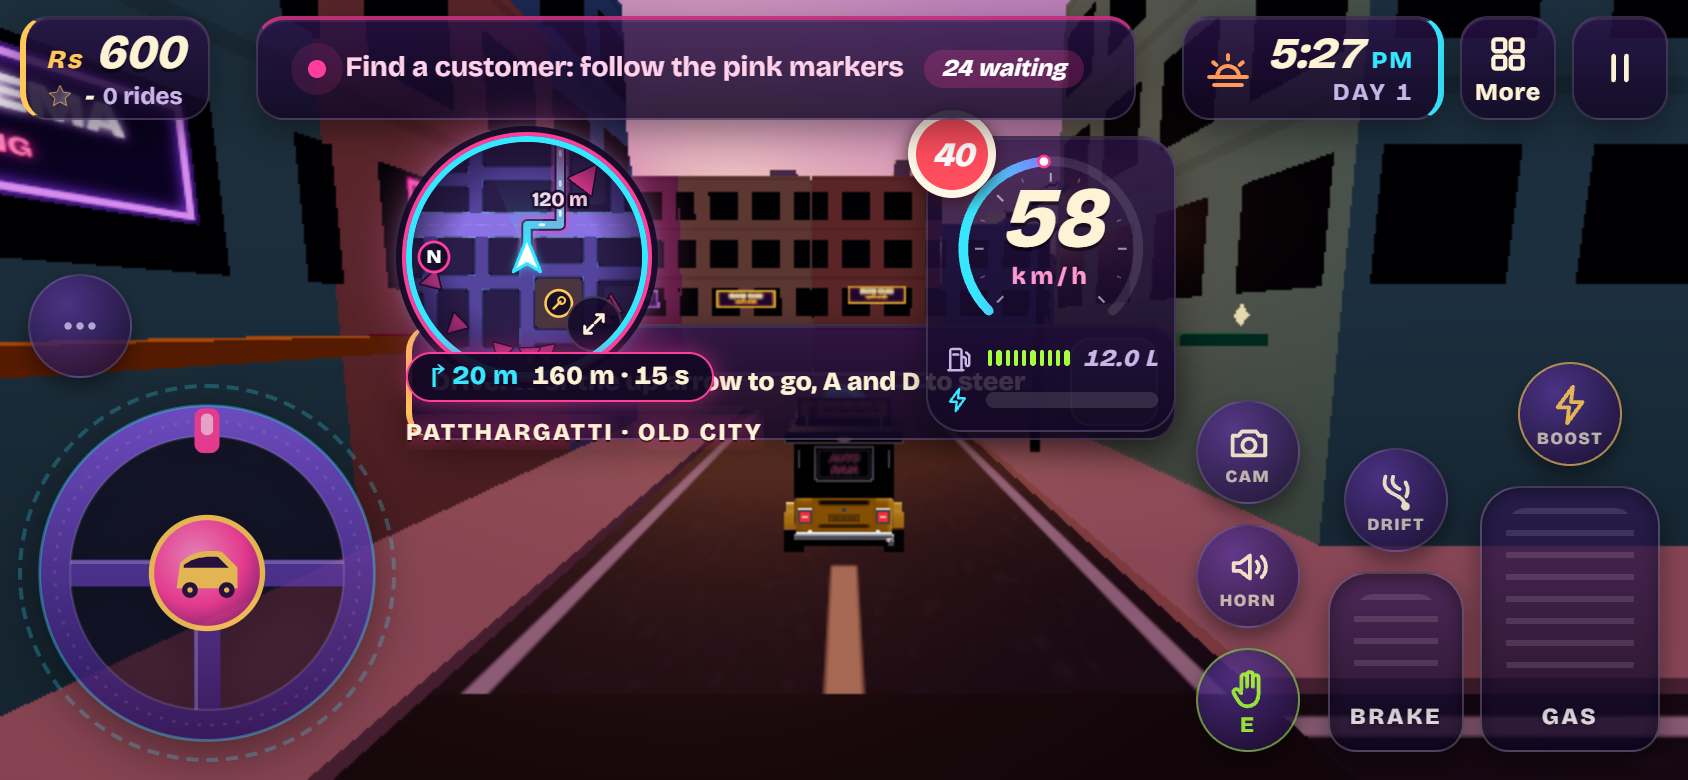 Rs 600
- 0 rides
Find a customer: follow the pink markers
24 waiting
5:27 PM
DAY 1
More
40
58
km/h
12.0 L
120 m
N
20 m 160 m · 15 s
ow to go, A and D to steer
PATTHARGATTI · OLD CITY
AUTO
CAM
HORN
E
DRIFT
BOOST
BRAKE
GAS